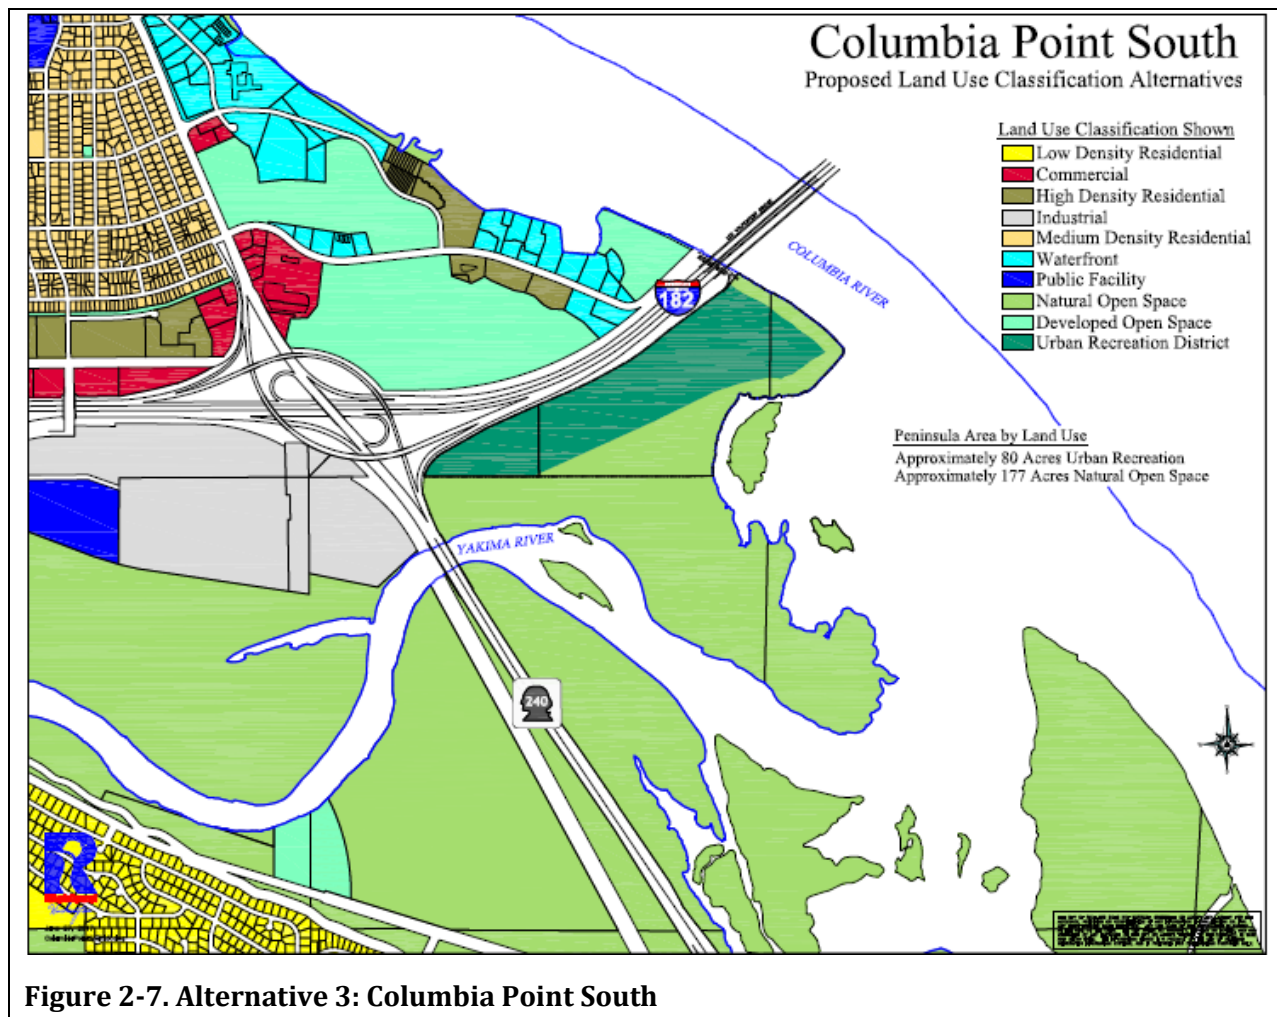 Columbia Point South
Proposed Land Use Classification Alternatives
Land Use Classification Shown
Low Density Residential
Commercial
High Density Residential
Industrial
Medium Density Residential
Waterfront
Public Facility
Natural Open Space
Developed Open Space
Urban Recreation District
COLUMBIA RIVER
182
Peninsula Area by Land Use
Approximately 80 Acres Urban Recreation
Approximately 177 Acres Natural Open Space
YAKIMA RIVER
240
R
Figure 2-7. Alternative 3: Columbia Point South